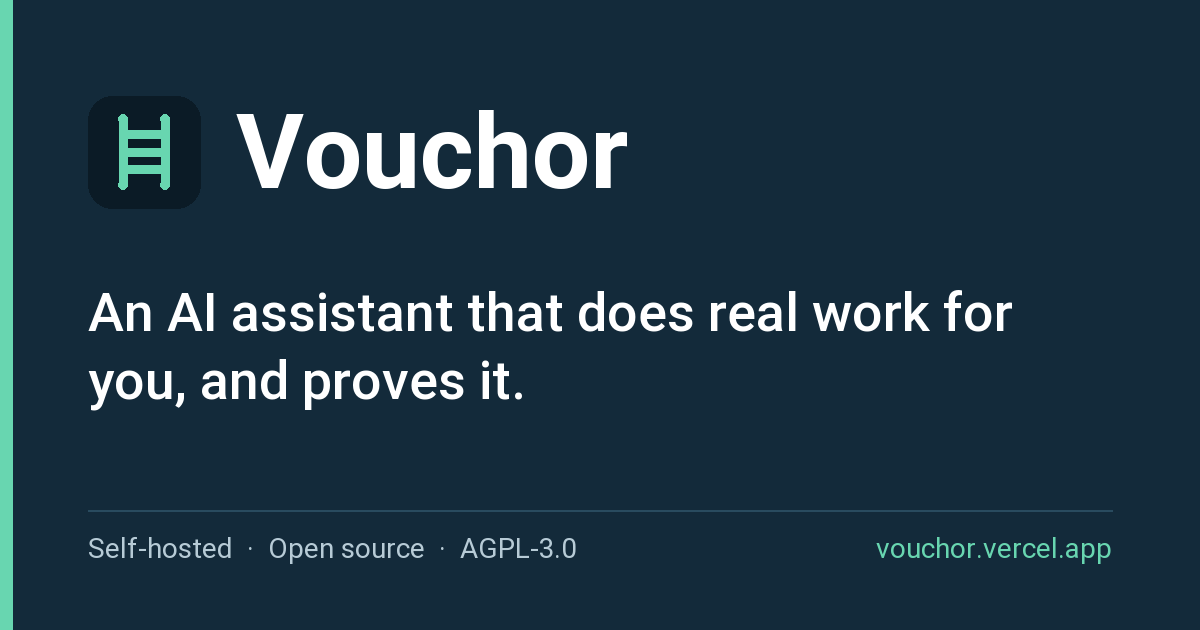 Vouchor
An AI assistant that does real work for
you, and proves it.
Self-hosted · Open source · AGPL-3.0
vouchor.vercel.app